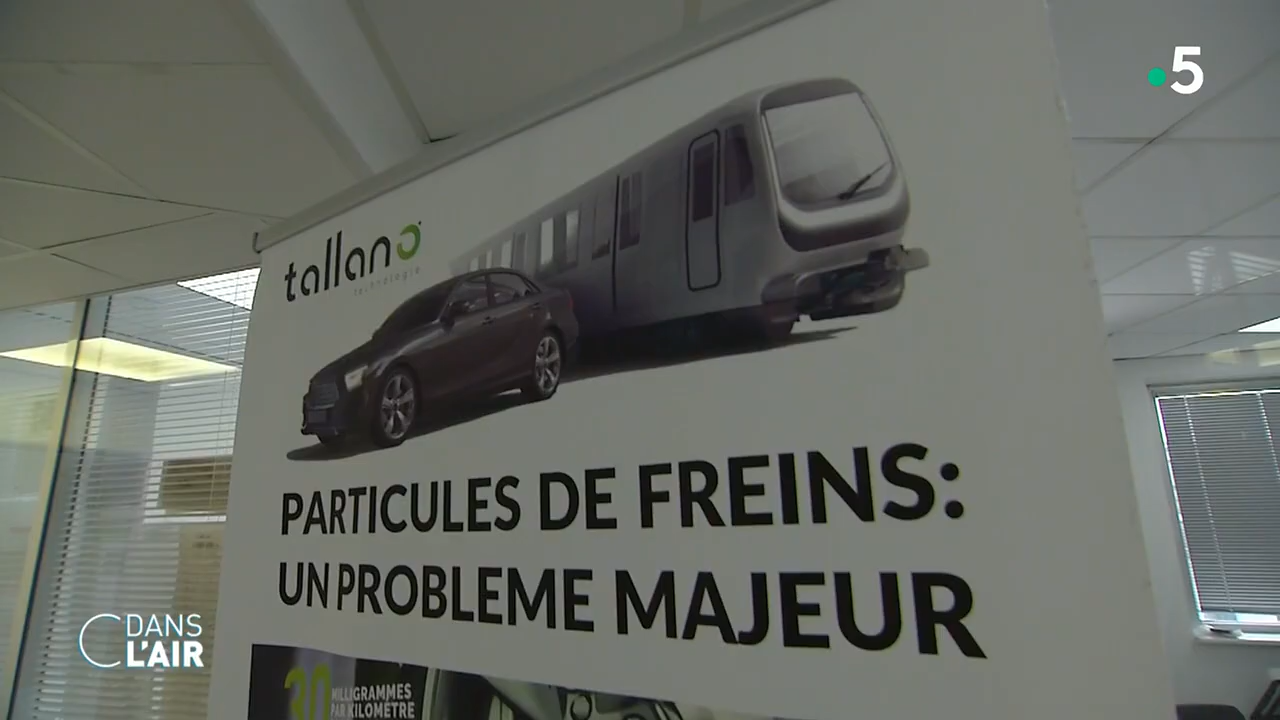 5
tallano
technologie
PARTICULES DE FREINS:
UN PROBLEME MAJEUR
C DANS
L'AIR
30 MILLIGRAMMES
PAR KILOMÈTRE